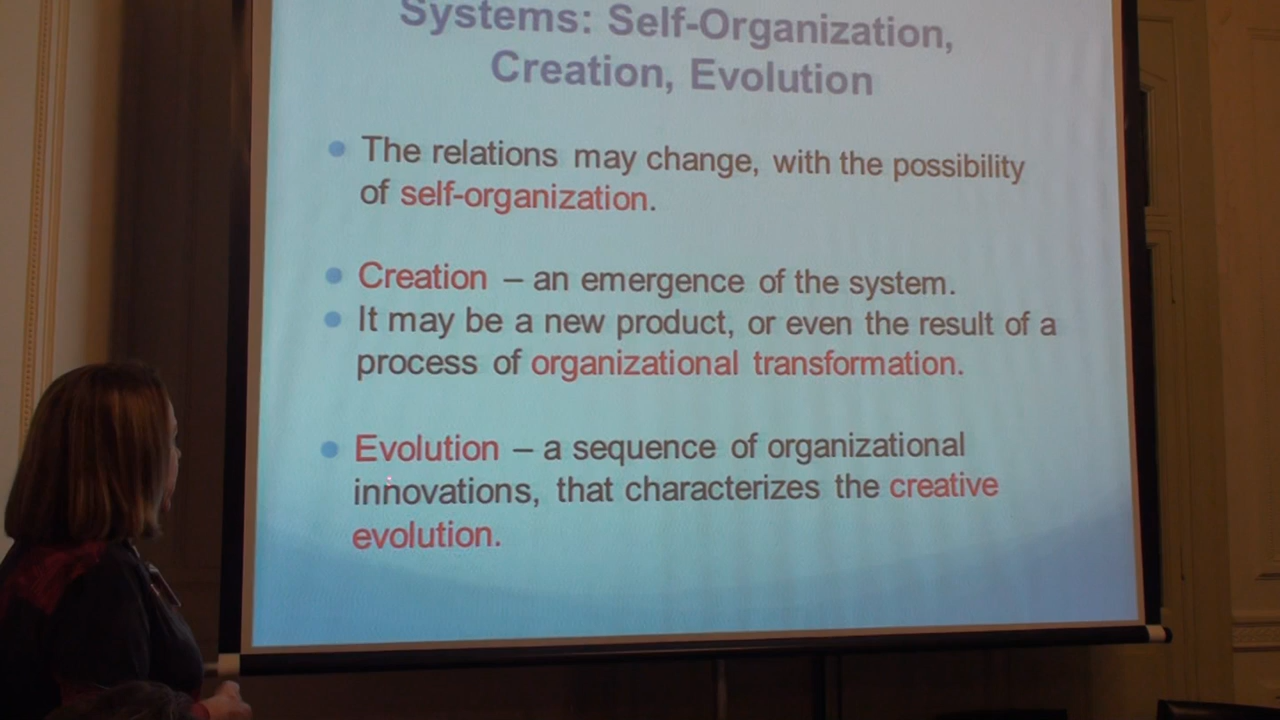 Systems: Self-Organization,
Creation, Evolution
The relations may change, with the possibility
of self-organization.
Creation – an emergence of the system.
It may be a new product, or even the result of a
process of organizational transformation.
Evolution – a sequence of organizational
innovations, that characterizes the creative
evolution.